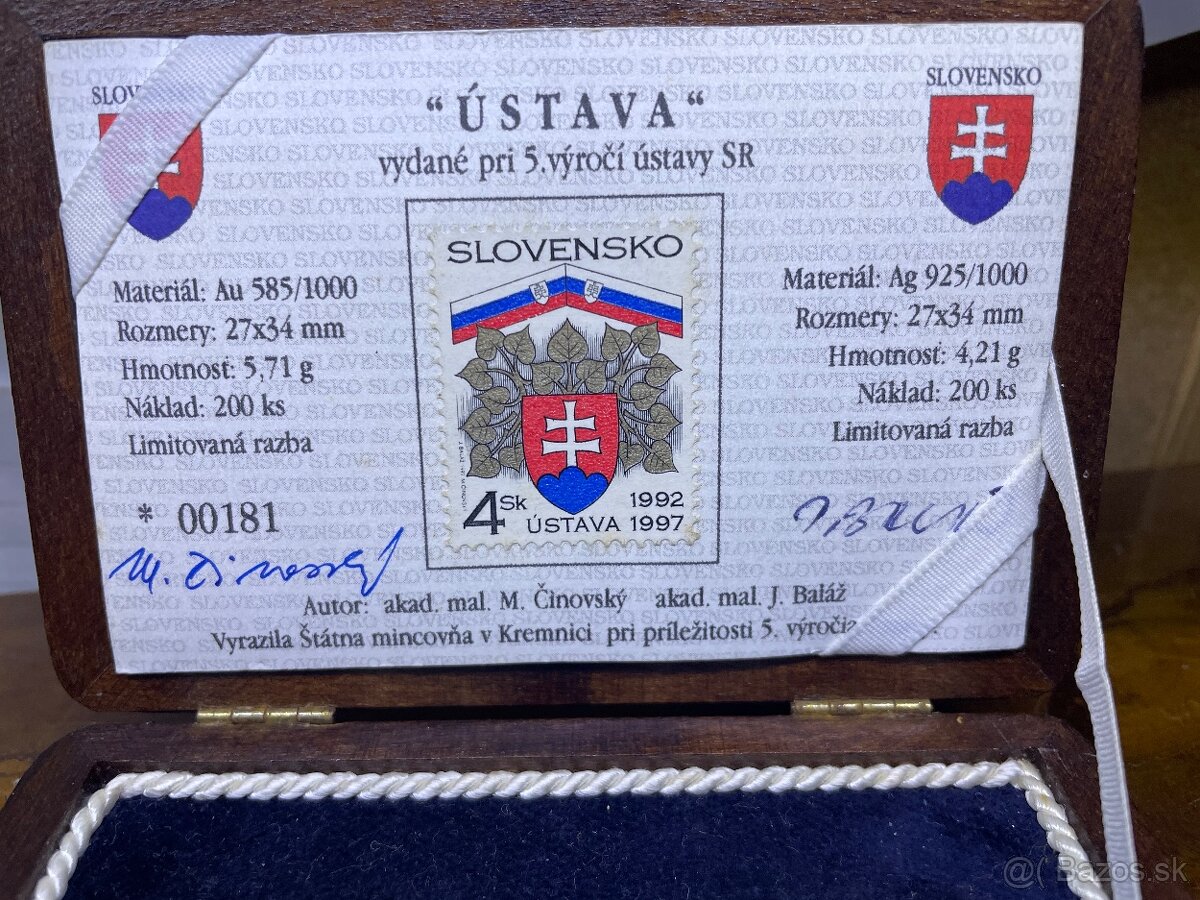 SLOVENSKO
"ÚSTAVA"
vydané pri 5.výročí ústavy SR
Materiál: Au 585/1000
Rozmery: 27x34 mm
Hmotnosť: 5,71 g
Náklad: 200 ks
Limitovaná razba
* 00181
SLOVENSKO
4 Sk
1992
ÚSTAVA 1997
Materiál: Ag 925/1000
Rozmery: 27x34 mm
Hmotnosť: 4,21 g
Náklad: 200 ks
Limitovaná razba
M. Činovský
Autor: akad. mal. M. Činovský akad. mal. J. Baláž
Vyrazila Štátna mincovňa v Kremnici pri príležitosti 5. výročia
Bazos.sk